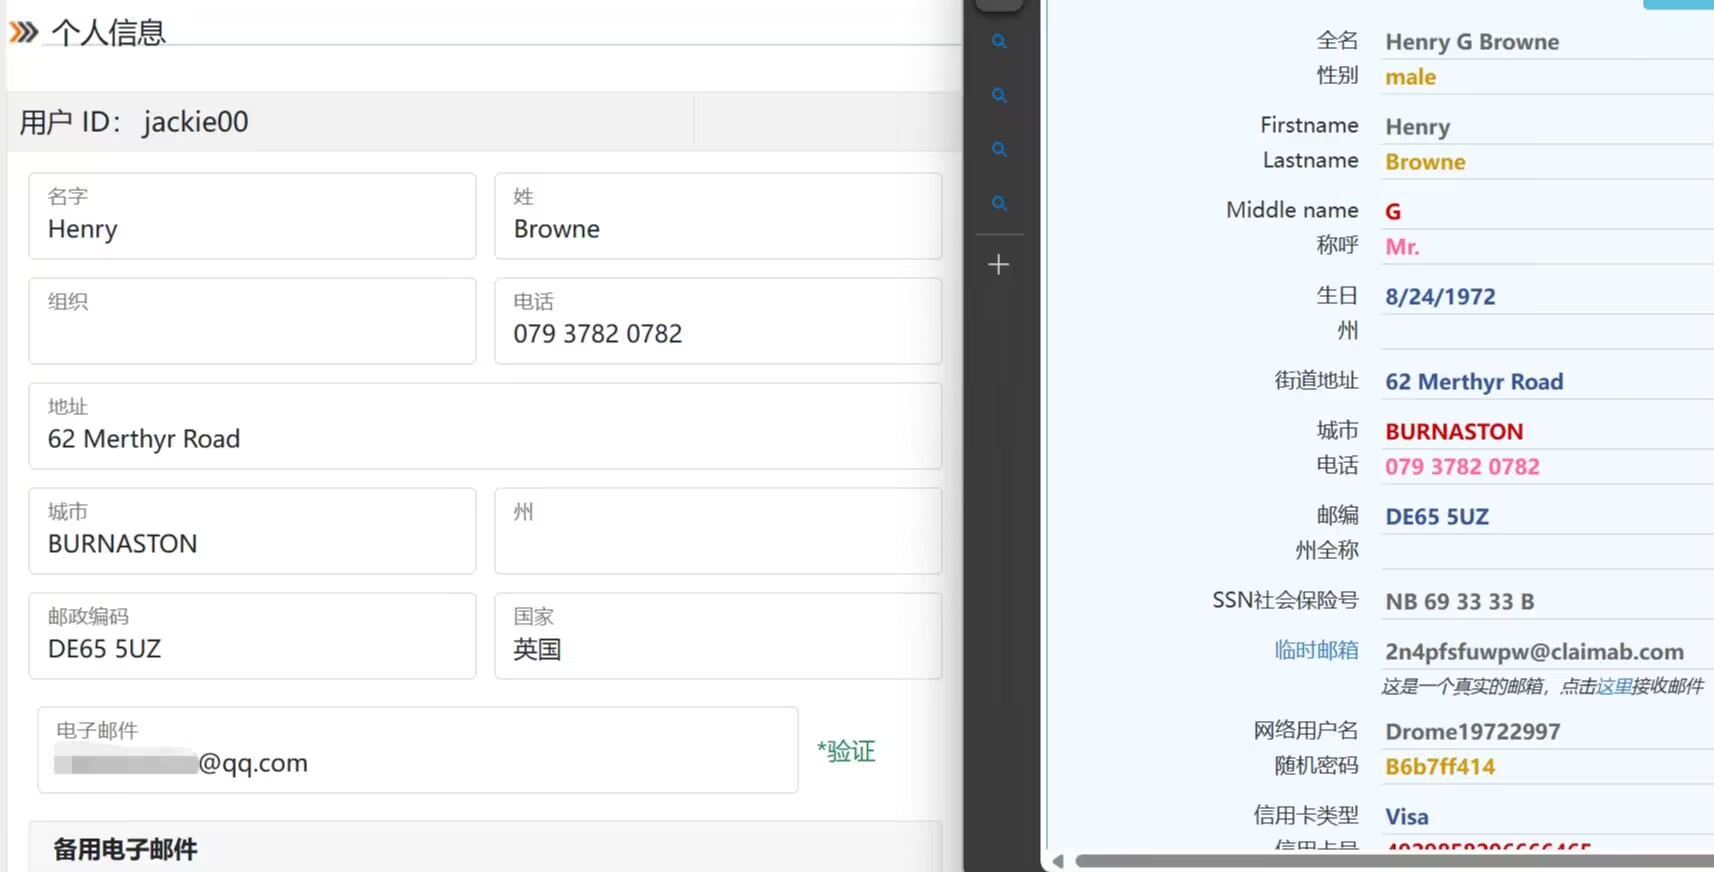 个人信息
用户 ID： jackie00
名字
Henry
姓
Browne
组织
电话
079 3782 0782
地址
62 Merthyr Road
城市
BURNASTON
州
邮政编码
DE65 5UZ
国家
英国
电子邮件
@qq.com
*验证
备用电子邮件
全名 Henry G Browne
性别 male
Firstname Henry
Lastname Browne
Middle name G
称呼 Mr.
生日 8/24/1972
州
街道地址 62 Merthyr Road
城市 BURNASTON
电话 079 3782 0782
邮编 DE65 5UZ
州全称
SSN社会保险号 NB 69 33 33 B
临时邮箱 2n4pfsfuwpw@claimab.com
这是一个真实的邮箱，点击这里接收邮件
网络用户名 Drome19722997
随机密码 B6b7ff414
信用卡类型 Visa
信用卡号